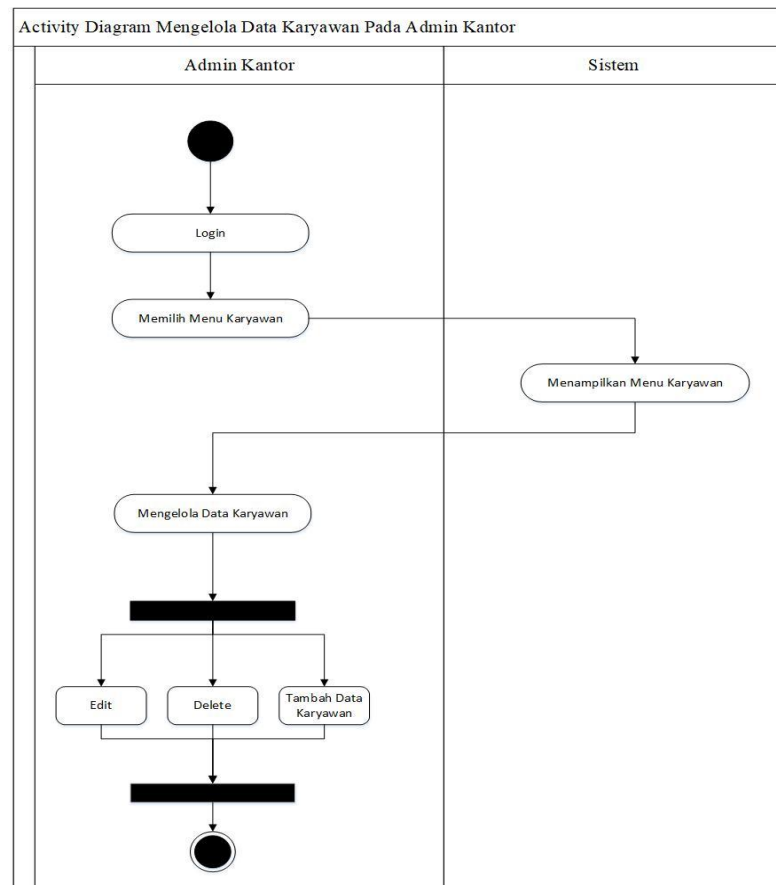 Activity Diagram Mengelola Data Karyawan Pada Admin Kantor
Admin Kantor
Sistem
Login
Memilih Menu Karyawan
Menampilkan Menu Karyawan
Mengelola Data Karyawan
Edit
Delete
Tambah Data
Karyawan